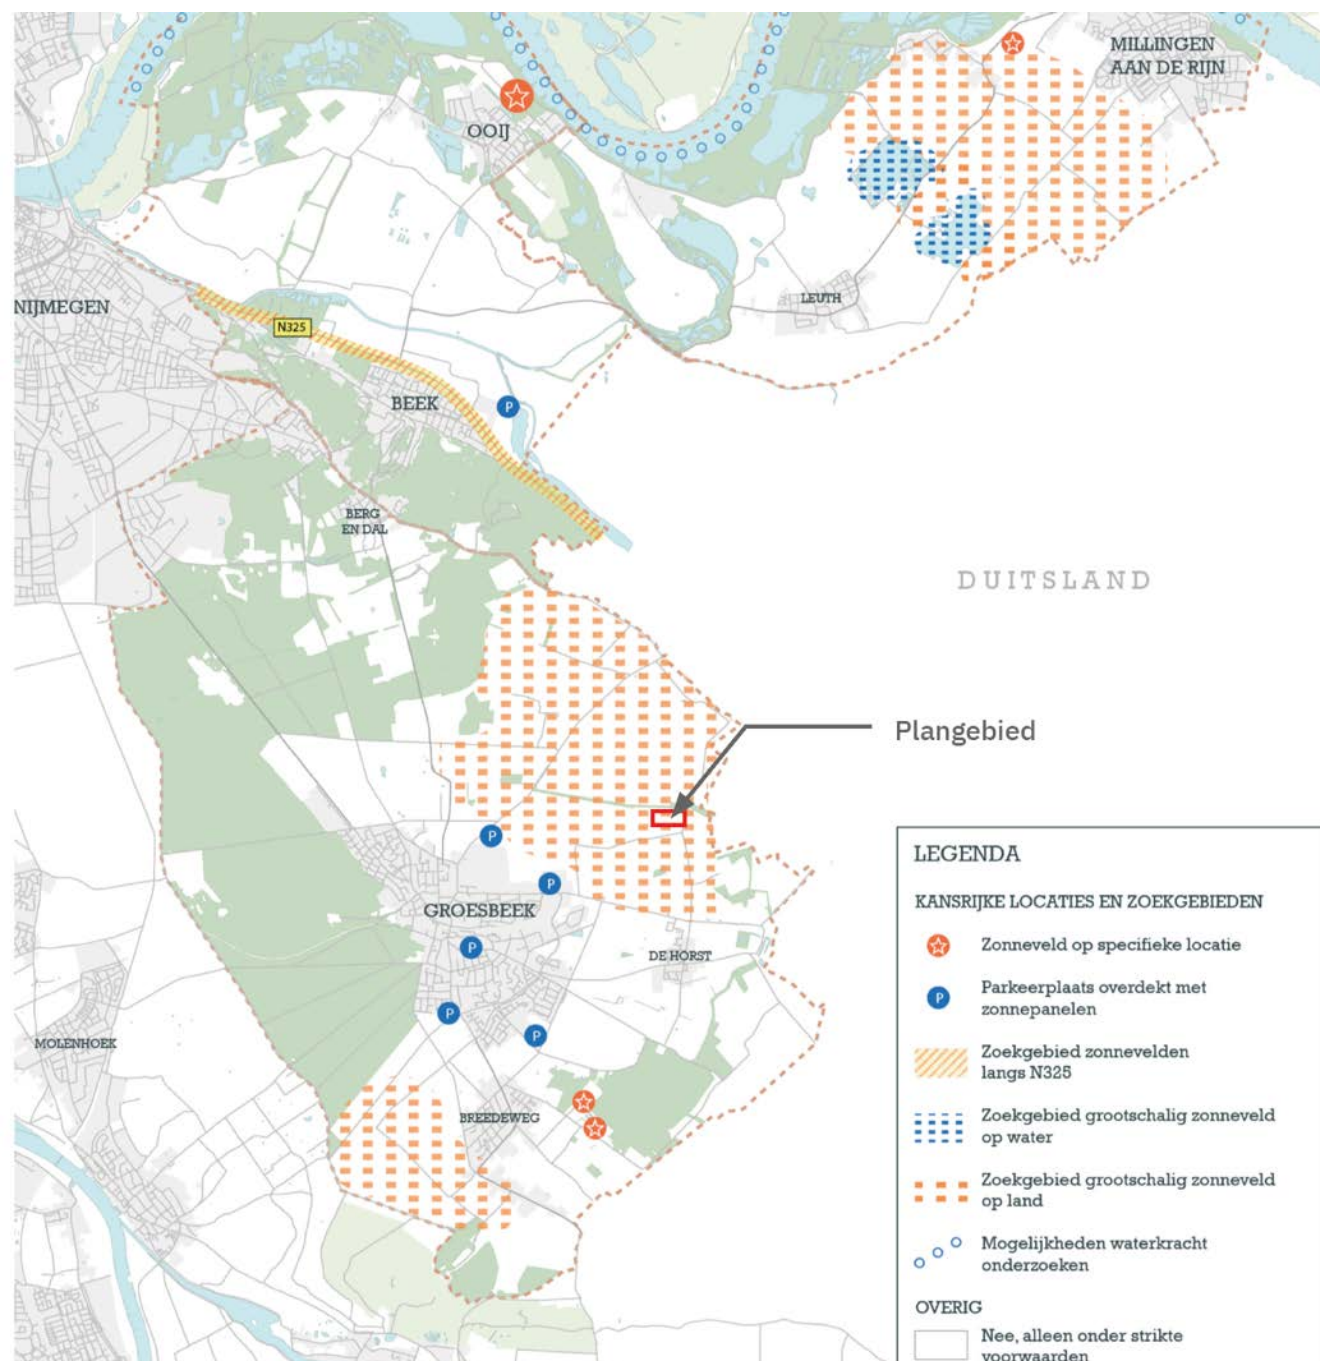 MILLINGEN
AAN DE RIJN
OOIJ
LEUTH
NIJMEGEN
N325
BEEK
P
BERG
EN DAL
DUITSLAND
Plangebied
P
P
GROESBEEK
P
DE HORST
P
P
MOLENHOEK
BREEDEWEG
LEGENDA
KANSRIJKE LOCATIES EN ZOEKGEBIEDEN
Zonneveld op specifieke locatie
P
Parkeerplaats overdekt met
zonnepanelen
Zoekgebied zonnevelden
langs N325
Zoekgebied grootschalig zonneveld
op water
Zoekgebied grootschalig zonneveld
op land
Mogelijkheden waterkracht
onderzoeken
OVERIG
Nee, alleen onder strikte
voorwaarden